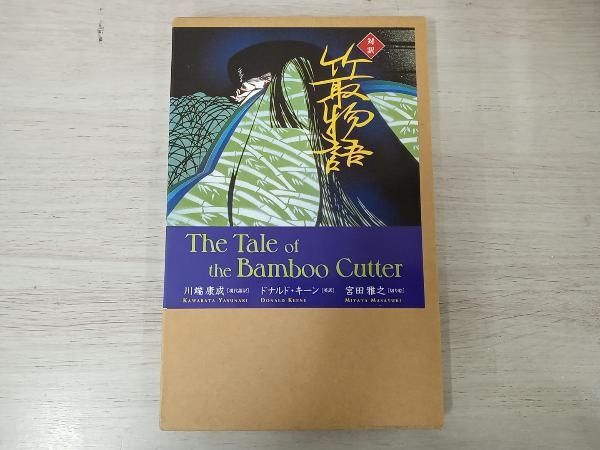 対訳
竹取物語
The Tale of
the Bamboo Cutter
川端康成[現代語訳] ドナルド・キーン[英訳] 宮田雅之[切り絵]
KAWABATA YASUNARI DONALD KEENE MIYATA MASAYUKI